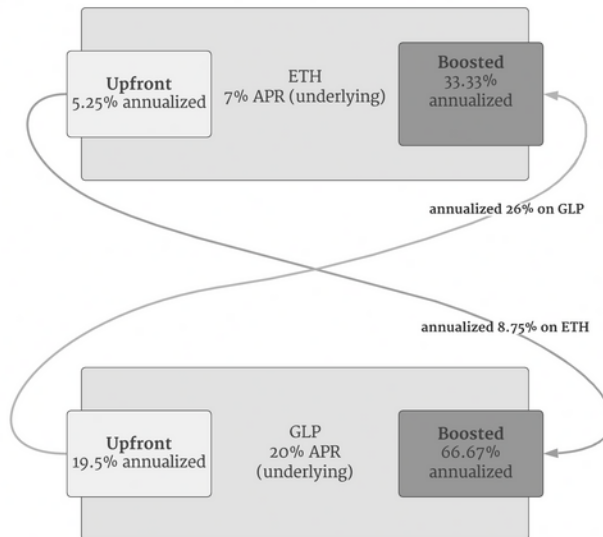 Upfront
5.25% annualized
ETH
7% APR (underlying)
Boosted
33.33%
annualized
annualized 26% on GLP
annualized 8.75% on ETH
Upfront
19.5% annualized
GLP
20% APR
(underlying)
Boosted
66.67%
annualized